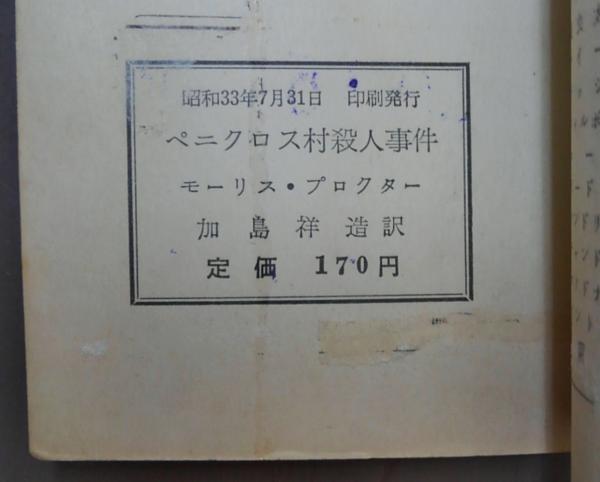 昭和33年7月31日 印刷発行
ペニクロス村殺人事件
モーリス・プロクター
加島祥造訳
定価 170円